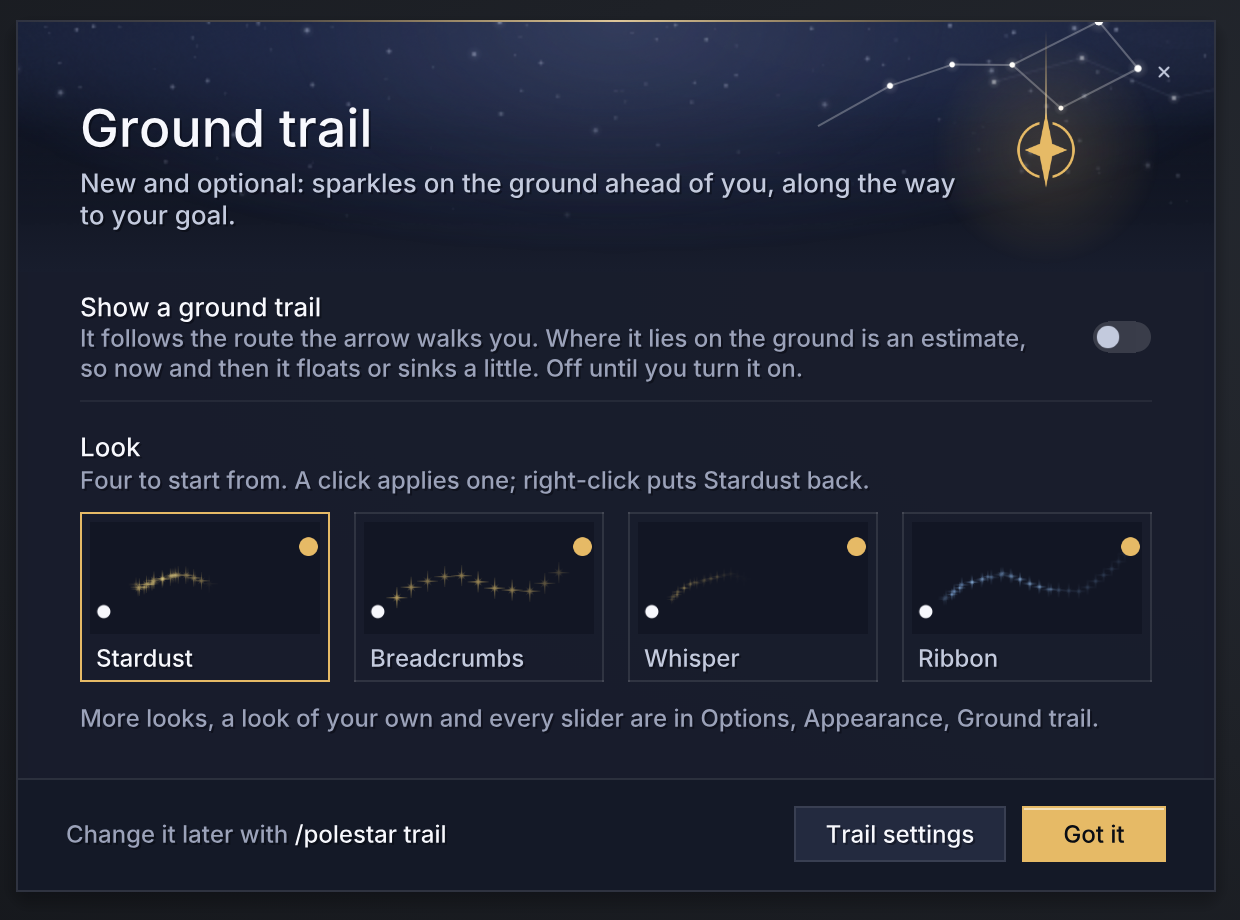 Ground trail
New and optional: sparkles on the ground ahead of you, along the way
to your goal.
Show a ground trail
It follows the route the arrow walks you. Where it lies on the ground is an estimate,
so now and then it floats or sinks a little. Off until you turn it on.
Look
Four to start from. A click applies one; right-click puts Stardust back.
Stardust
Breadcrumbs
Whisper
Ribbon
More looks, a look of your own and every slider are in Options, Appearance, Ground trail.
Change it later with /polestar trail
Trail settings
Got it